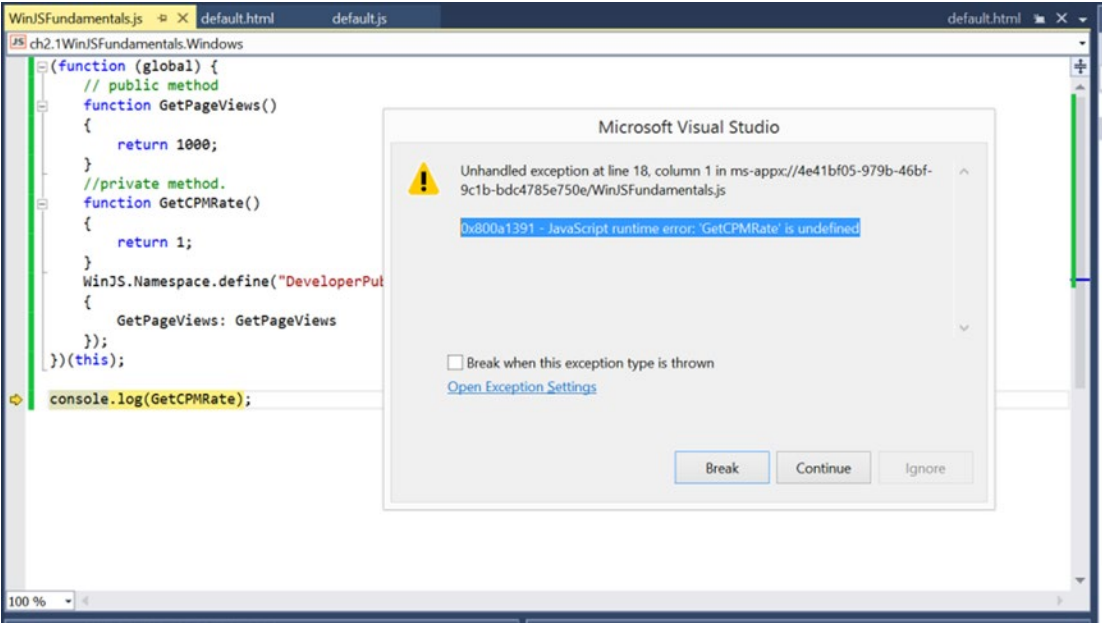 WinJSFundamentals.js default.html default.js default.html
JS ch2.1WinJSFundamentals.Windows
(function (global) {
// public method
function GetPageViews()
{
return 1000;
}
//private method.
function GetCPMRate()
{
return 1;
}
WinJS.Namespace.define("DeveloperPub
{
GetPageViews: GetPageViews
});
})(this);
console.log(GetCPMRate);
Microsoft Visual Studio
Unhandled exception at line 18, column 1 in ms-appx://4e41bf05-979b-46bf-
9c1b-bdc4785e750e/WinJSFundamentals.js
0x800a1391 - JavaScript runtime error: 'GetCPMRate' is undefined
Break when this exception type is thrown
Open Exception Settings
Break Continue Ignore
100 %